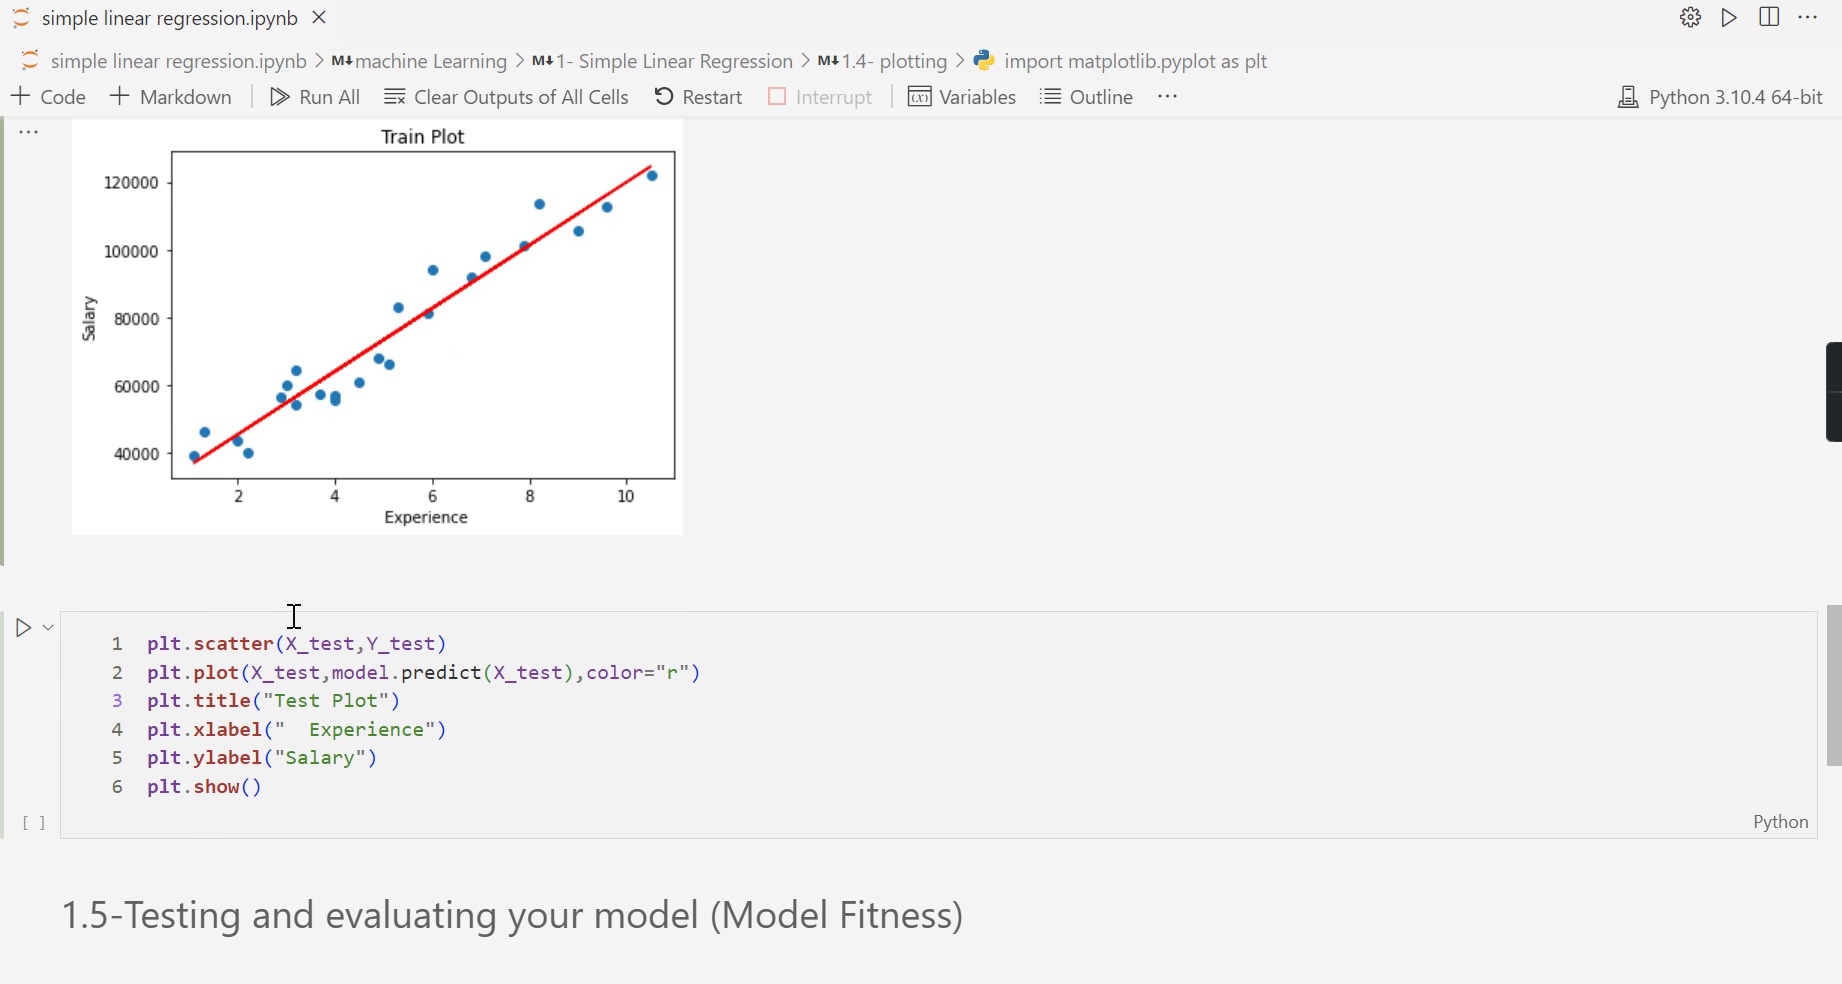 simple linear regression.ipynb
simple linear regression.ipynb > M↓ machine Learning > M↓ 1- Simple Linear Regression > M↓ 1.4- plotting > import matplotlib.pyplot as plt
+ Code + Markdown Run All Clear Outputs of All Cells Restart Interrupt Variables Outline ... Python 3.10.4 64-bit
...
Train Plot
120000
100000
80000
60000
40000
Salary
2 4 6 8 10
Experience
1 plt.scatter(X_test,Y_test)
2 plt.plot(X_test,model.predict(X_test),color="r")
3 plt.title("Test Plot")
4 plt.xlabel("  Experience")
5 plt.ylabel("Salary")
6 plt.show()
[ ] Python
1.5-Testing and evaluating your model (Model Fitness)